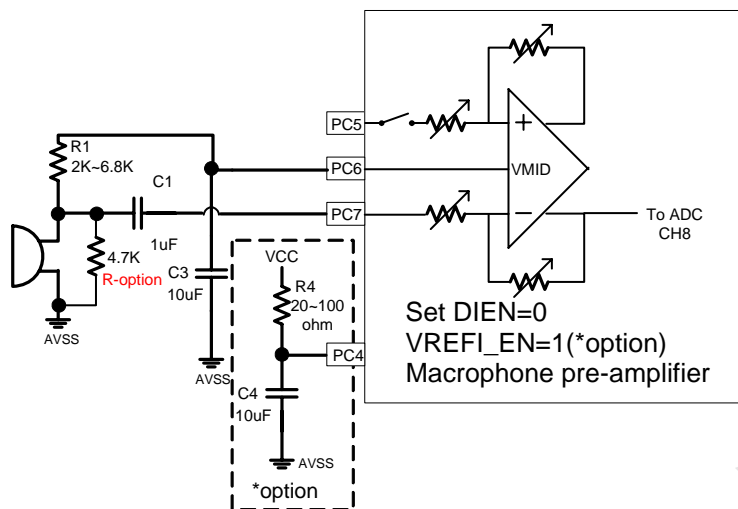 PC5
+
R1
2K~6.8K
PC6
VMID
C1
PC7
−
To ADC
CH8
1uF
4.7K
R-option
C3
10uF
VCC
R4
20~100
ohm
AVSS
Set DIEN=0
VREFI_EN=1(*option)
Macrophone pre-amplifier
PC4
AVSS
C4
10uF
AVSS
*option